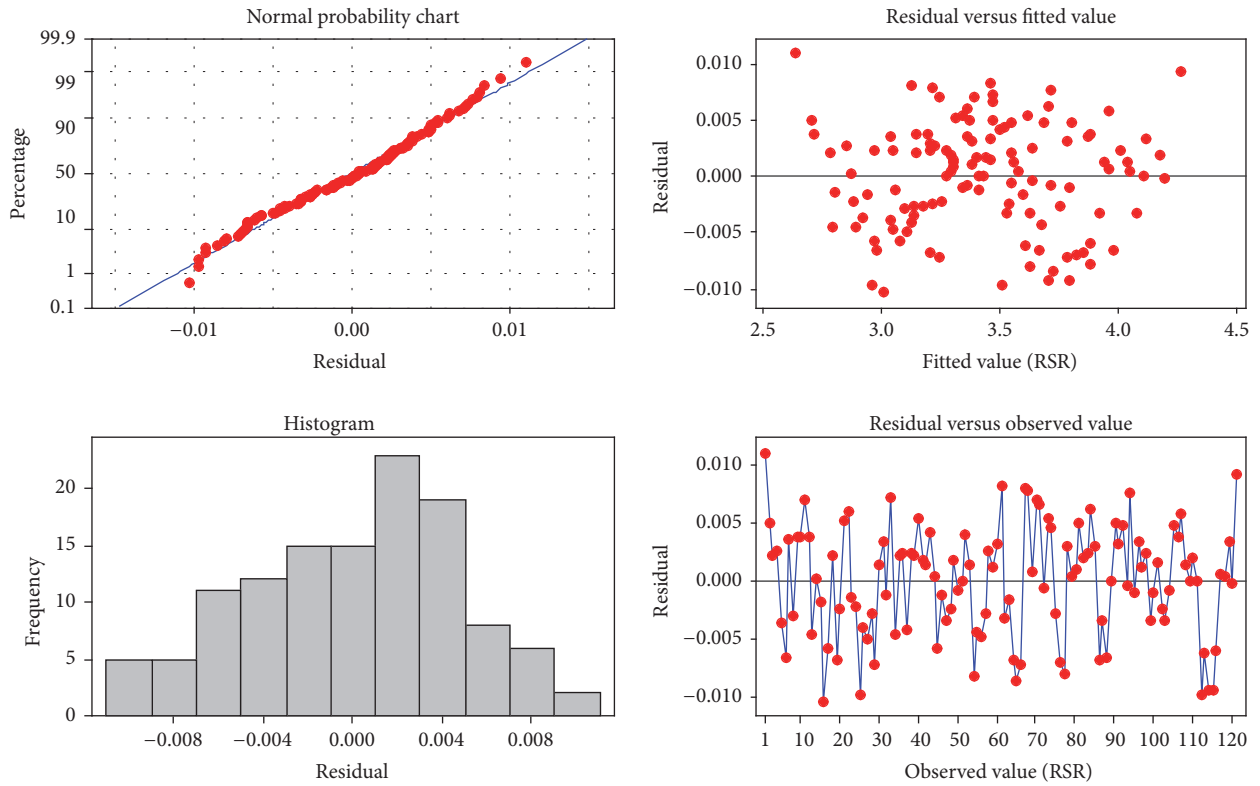 Normal probability chart
99.9
99
90
50
10
1
0.1
Percentage
−0.01 0.00 0.01
Residual
Residual versus fitted value
0.010
0.005
0.000
−0.005
−0.010
Residual
2.5 3.0 3.5 4.0 4.5
Fitted value (RSR)
Histogram
20
15
10
5
0
Frequency
−0.008 −0.004 0.000 0.004 0.008
Residual
Residual versus observed value
0.010
0.005
0.000
−0.005
−0.010
Residual
1 10 20 30 40 50 60 70 80 90 100 110 120
Observed value (RSR)